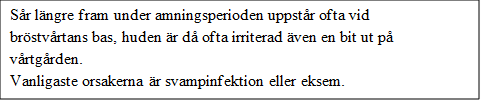 Sår längre fram under amningsperioden uppstår ofta vid
bröstvårtans bas, huden är då ofta irriterad även en bit ut på
vårtgården.
Vanligaste orsakerna är svampinfektion eller eksem.